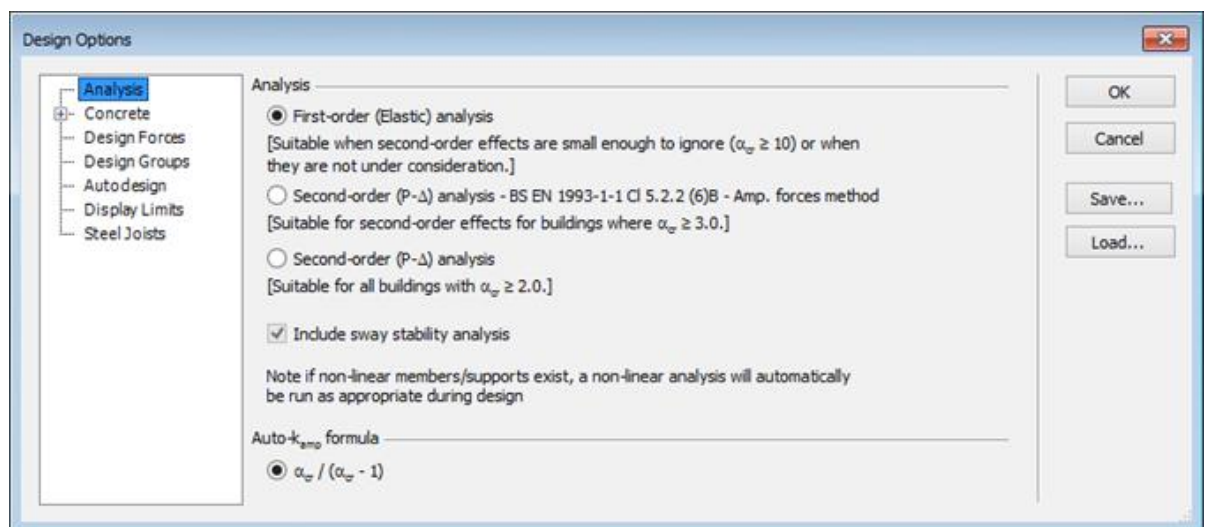 Design Options
Analysis
Concrete
Design Forces
Design Groups
Autodesign
Display Limits
Steel Joists
Analysis
First-order (Elastic) analysis
[Suitable when second-order effects are small enough to ignore (αcr ≥ 10) or when
they are not under consideration.]
Second-order (P-Δ) analysis - BS EN 1993-1-1 Cl 5.2.2 (6)B - Amp. forces method
[Suitable for second-order effects for buildings where αcr ≥ 3.0.]
Second-order (P-Δ) analysis
[Suitable for all buildings with αcr ≥ 2.0.]
Include sway stability analysis
Note if non-linear members/supports exist, a non-linear analysis will automatically
be run as appropriate during design
Auto-kamp formula
αcr / (αcr - 1)
OK
Cancel
Save...
Load...